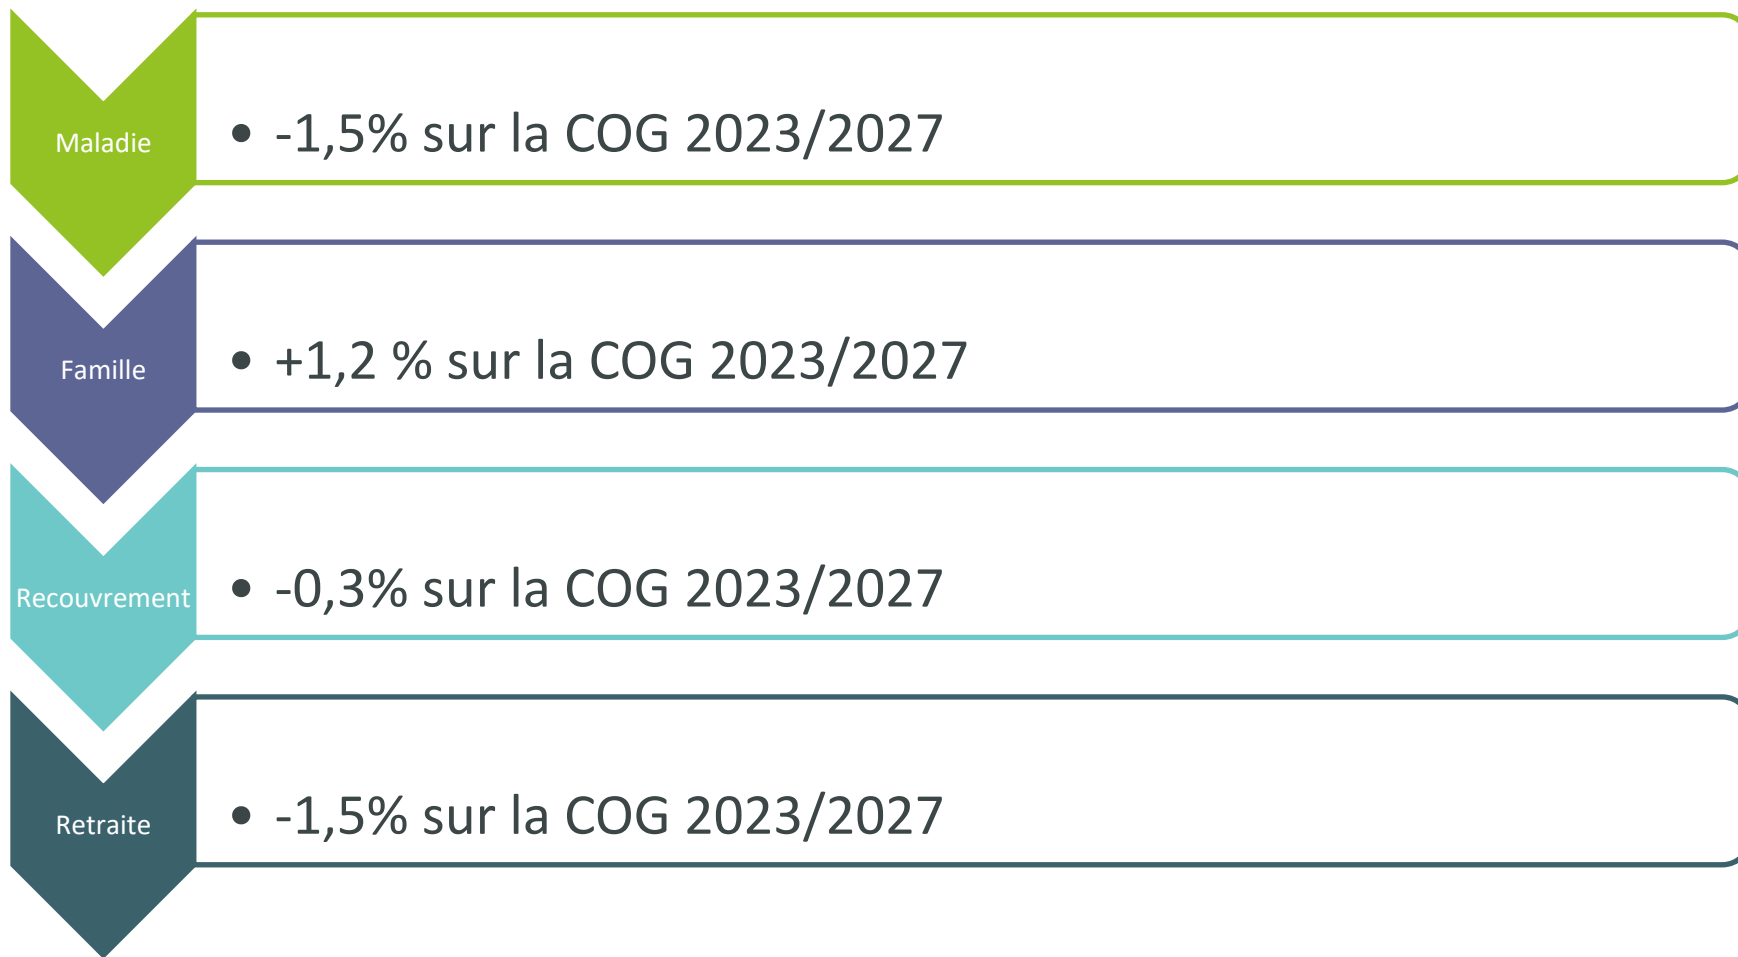 Maladie
• -1,5% sur la COG 2023/2027
Famille
• +1,2 % sur la COG 2023/2027
Recouvrement
• -0,3% sur la COG 2023/2027
Retraite
• -1,5% sur la COG 2023/2027